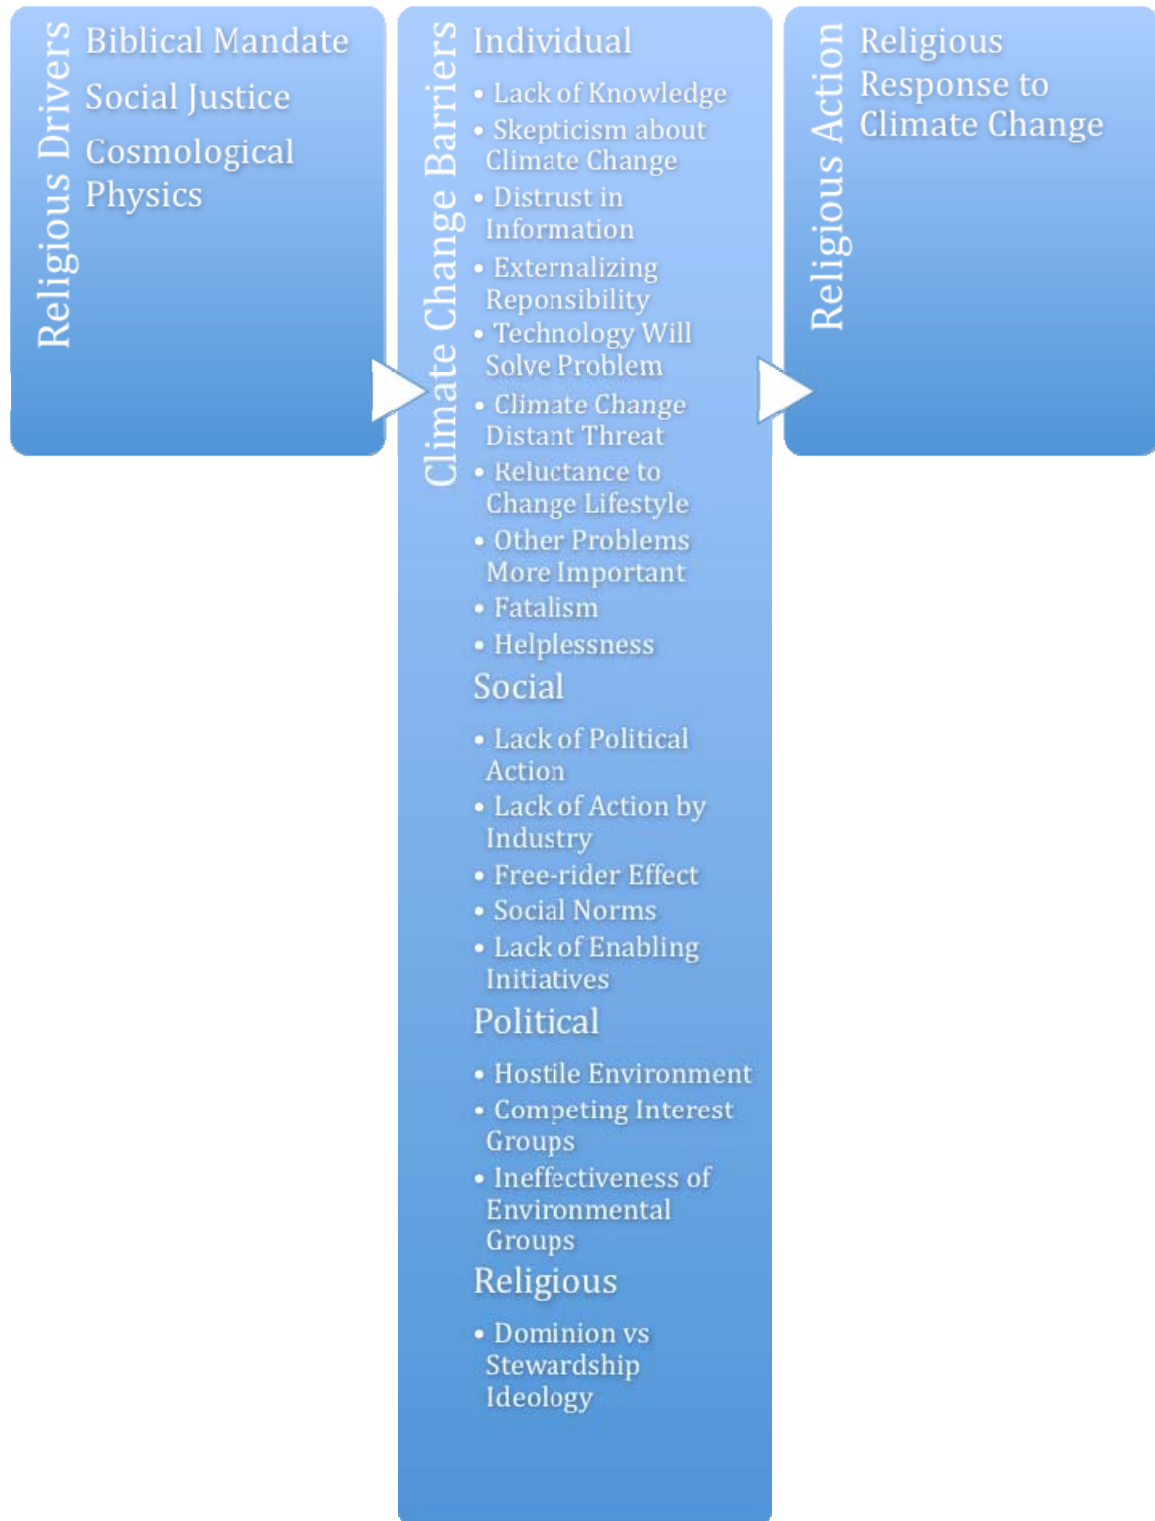 Religious Drivers
Biblical Mandate
Social Justice
Cosmological
Physics
Climate Change Barriers
Individual
• Lack of Knowledge
• Skepticism about
Climate Change
• Distrust in
Information
• Externalizing
Reponsibility
• Technology Will
Solve Problem
• Climate Change
Distant Threat
• Reluctance to
Change Lifestyle
• Other Problems
More Important
• Fatalism
• Helplessness
Social
• Lack of Political
Action
• Lack of Action by
Industry
• Free-rider Effect
• Social Norms
• Lack of Enabling
Initiatives
Political
• Hostile Environment
• Competing Interest
Groups
• Ineffectiveness of
Environmental
Groups
Religious
• Dominion vs
Stewardship
Ideology
Religious Action
Religious
Response to
Climate Change